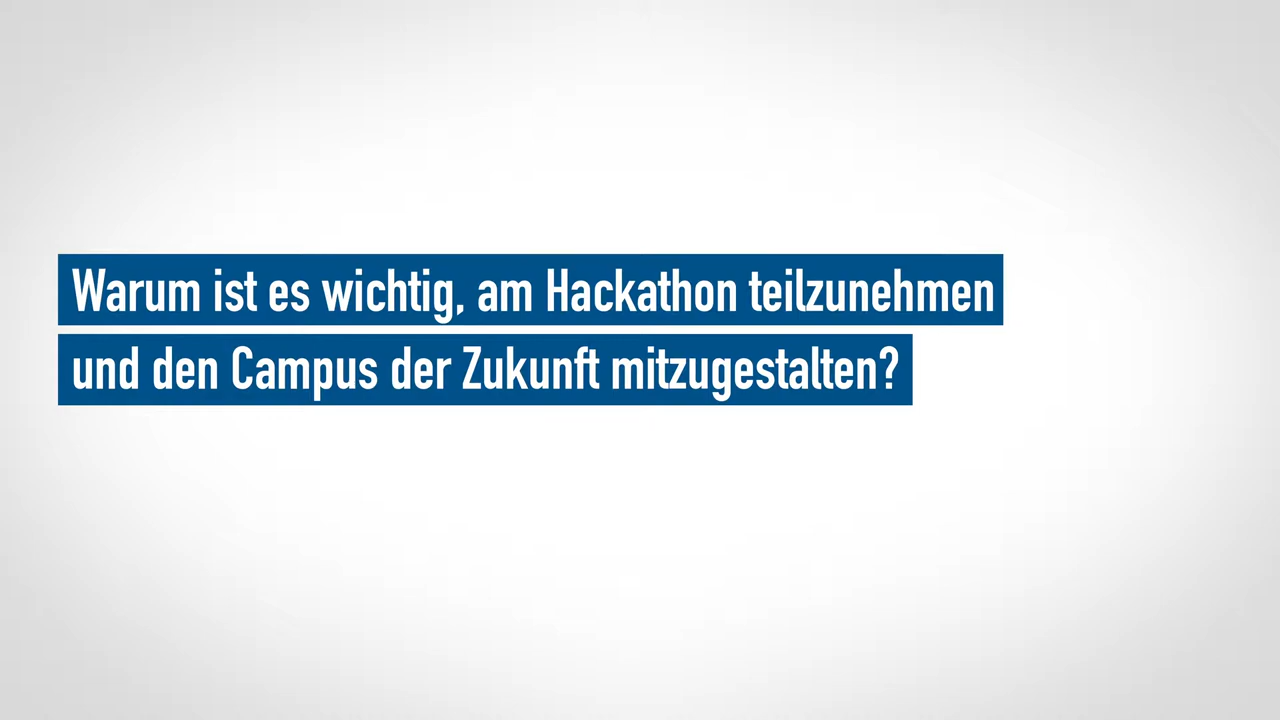 Warum ist es wichtig, am Hackathon teilzunehmen
und den Campus der Zukunft mitzugestalten?